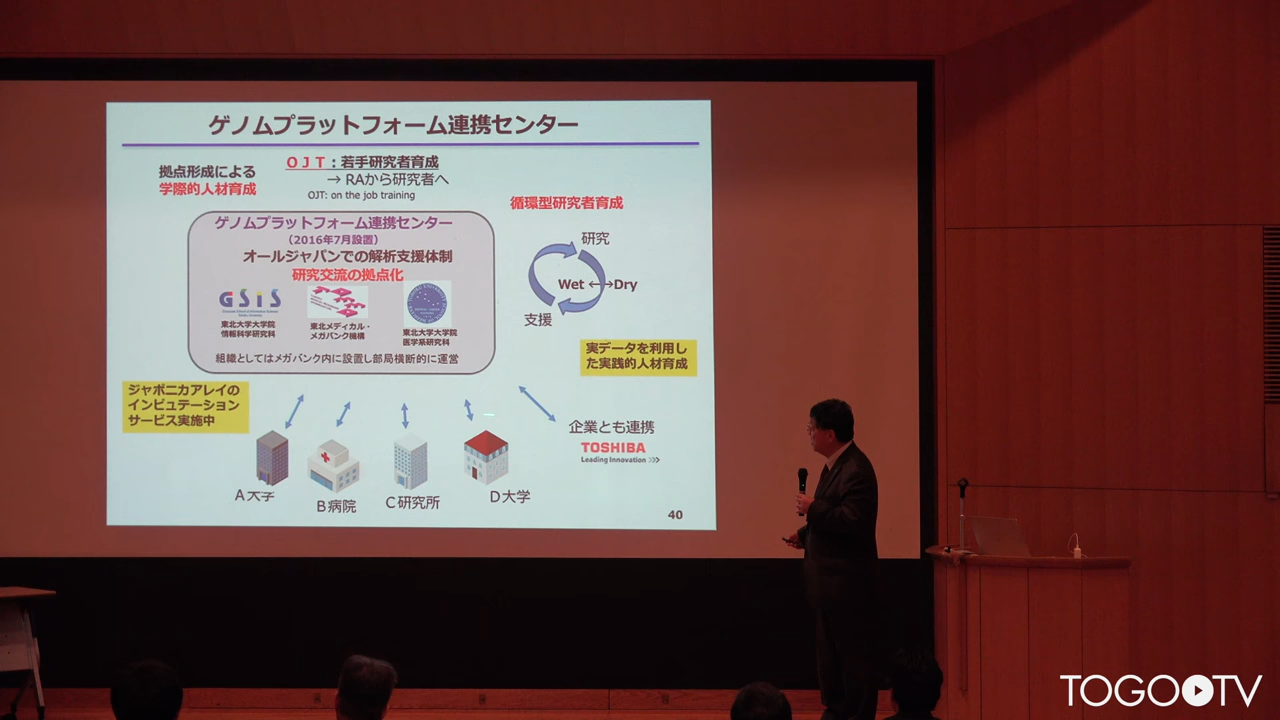 ゲノムプラットフォーム連携センター
拠点形成による
学際的人材育成
ＯＪＴ：若手研究者育成
→ RAから研究者へ
OJT: on the job training
循環型研究者育成
ゲノムプラットフォーム連携センター
（2016年7月設置）
オールジャパンでの解析支援体制
研究交流の拠点化
GSIS
東北大学大学院
情報科学研究科
東北メディカル・
メガバンク機構
東北大学大学院
医学系研究科
組織としてはメガバンク内に設置し部局横断的に運営
研究
Wet ←→Dry
支援
実データを利用し
た実践的人材育成
ジャポニカアレイの
インピュテーション
サービス実施中
企業とも連携
TOSHIBA
Leading Innovation >>>
Ａ大学
Ｂ病院
Ｃ研究所
Ｄ大学
40
TOGOTV